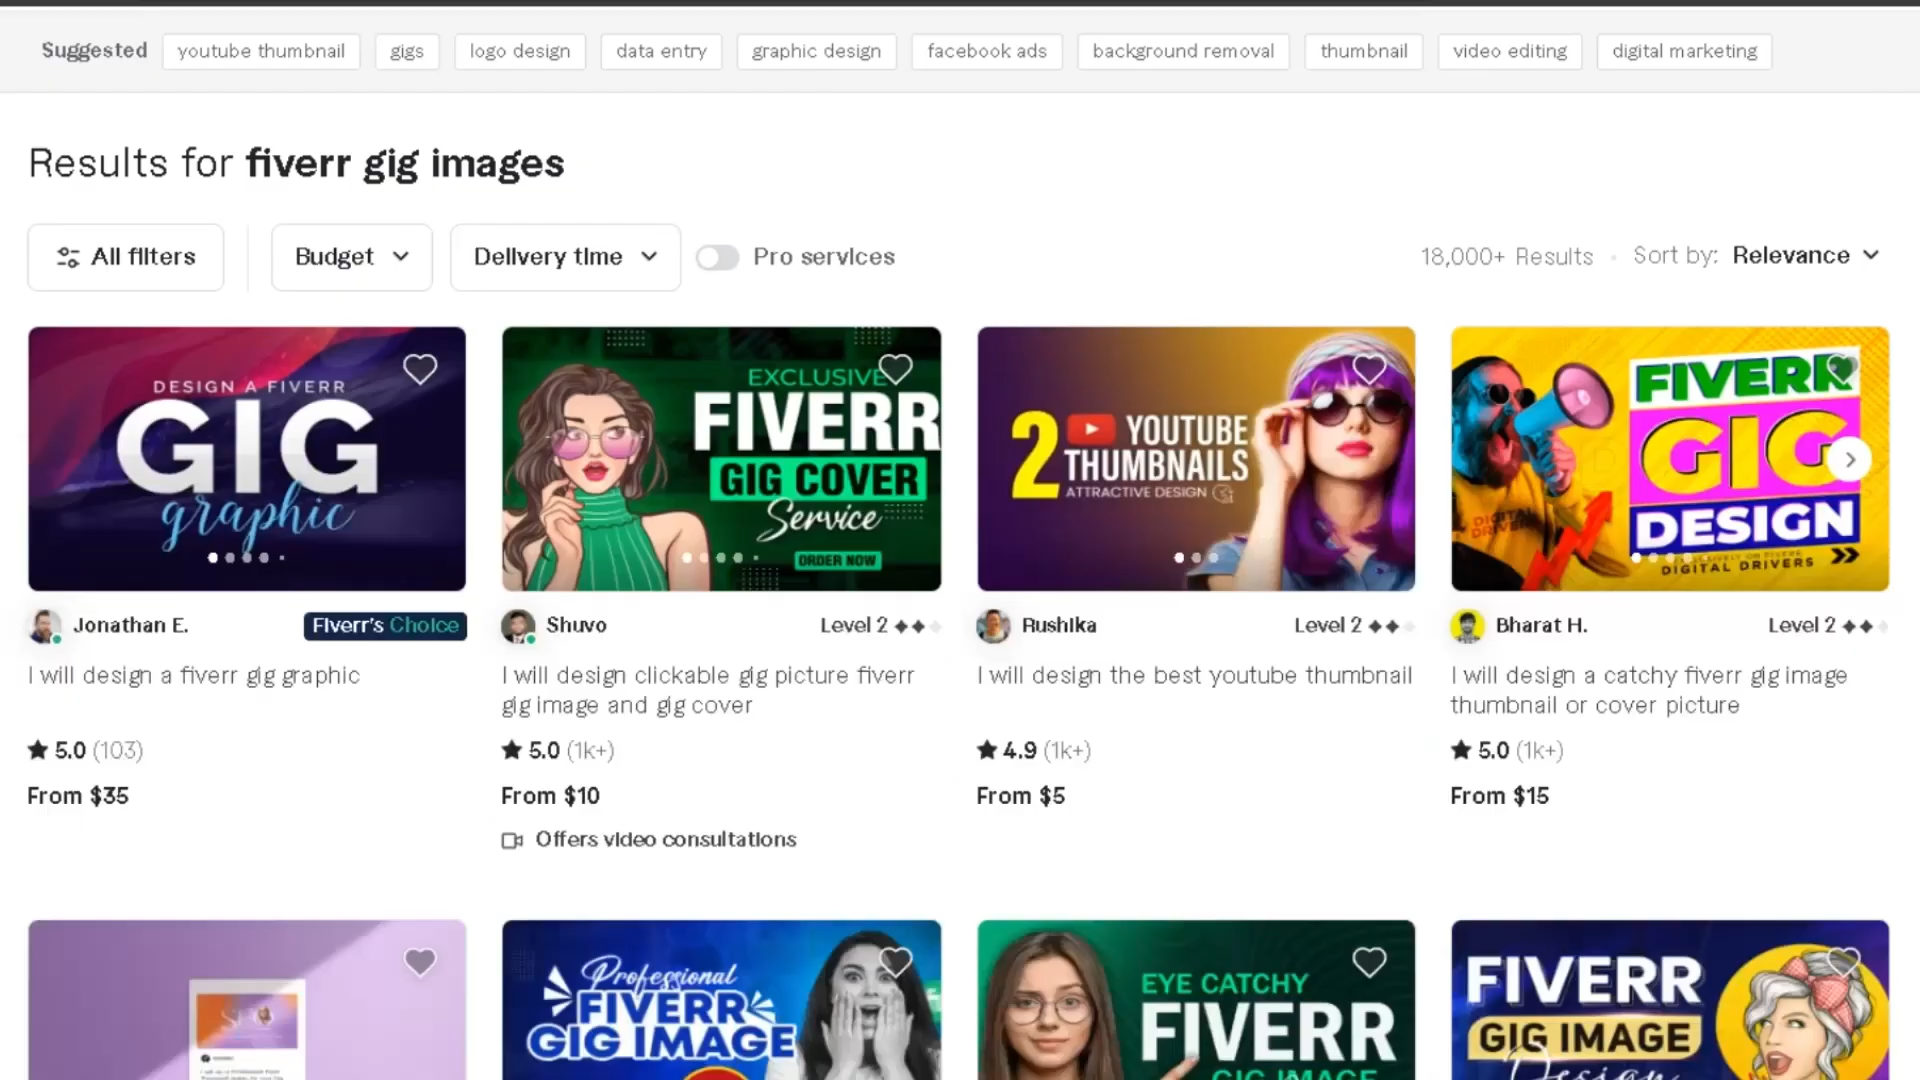 Suggested youtube thumbnail gigs logo design data entry graphic design facebook ads background removal thumbnail video editing digital marketing
Results for fiverr gig images
All filters Budget Delivery time Pro services 18,000+ Results Sort by: Relevance
DESIGN A FIVERR
GIG
graphic
EXCLUSIVE
FIVERR
GIG COVER
Service
ORDER NOW
2 YOUTUBE
THUMBNAILS
ATTRACTIVE DESIGN
FIVERR
GIG
DESIGN
DIGITAL DRIVERS
Jonathan E. Fiverr's Choice
I will design a fiverr gig graphic
5.0 (103)
From $35
Shuvo Level 2
I will design clickable gig picture fiverr
gig image and gig cover
5.0 (1k+)
From $10
Offers video consultations
Rushika Level 2
I will design the best youtube thumbnail
4.9 (1k+)
From $5
Bharat H. Level 2
I will design a catchy fiverr gig image
thumbnail or cover picture
5.0 (1k+)
From $15
Professional
FIVERR
GIG IMAGE
EYE CATCHY
FIVERR
GIG IMAGE
FIVERR
GIG IMAGE
Design